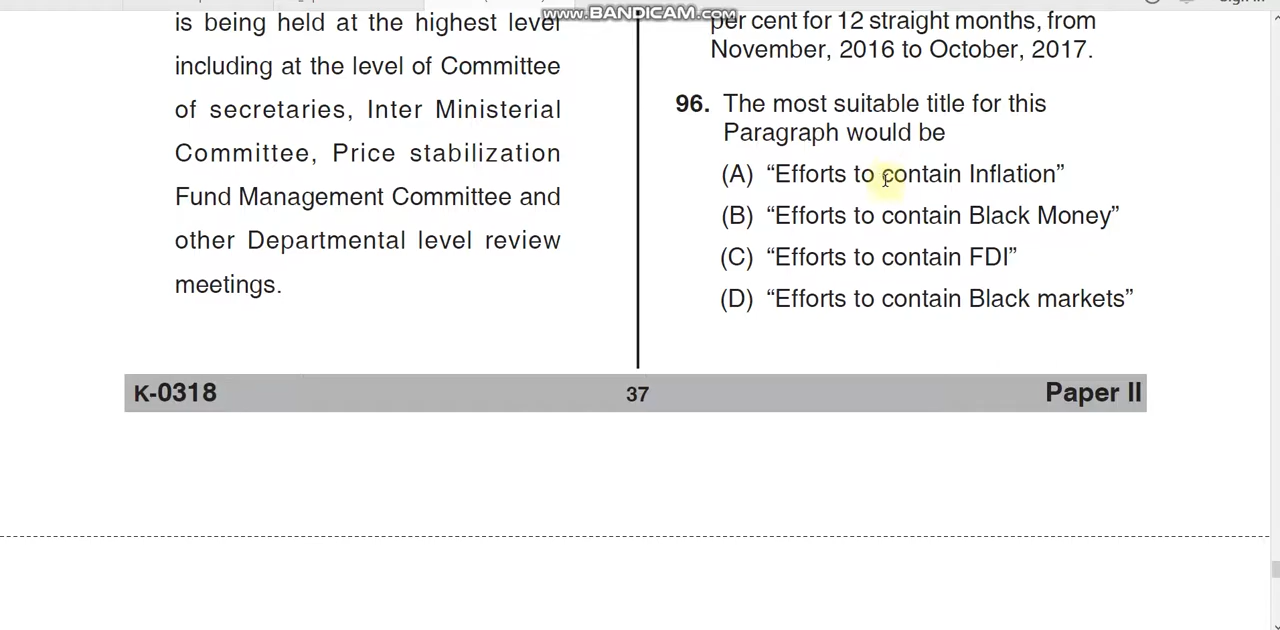 www.BANDICAM.com
is being held at the highest level
including at the level of Committee
of secretaries, Inter Ministerial
Committee, Price stabilization
Fund Management Committee and
other Departmental level review
meetings.
per cent for 12 straight months, from
November, 2016 to October, 2017.
96. The most suitable title for this
Paragraph would be
(A) “Efforts to contain Inflation”
(B) “Efforts to contain Black Money”
(C) “Efforts to contain FDI”
(D) “Efforts to contain Black markets”
K-0318 37 Paper II